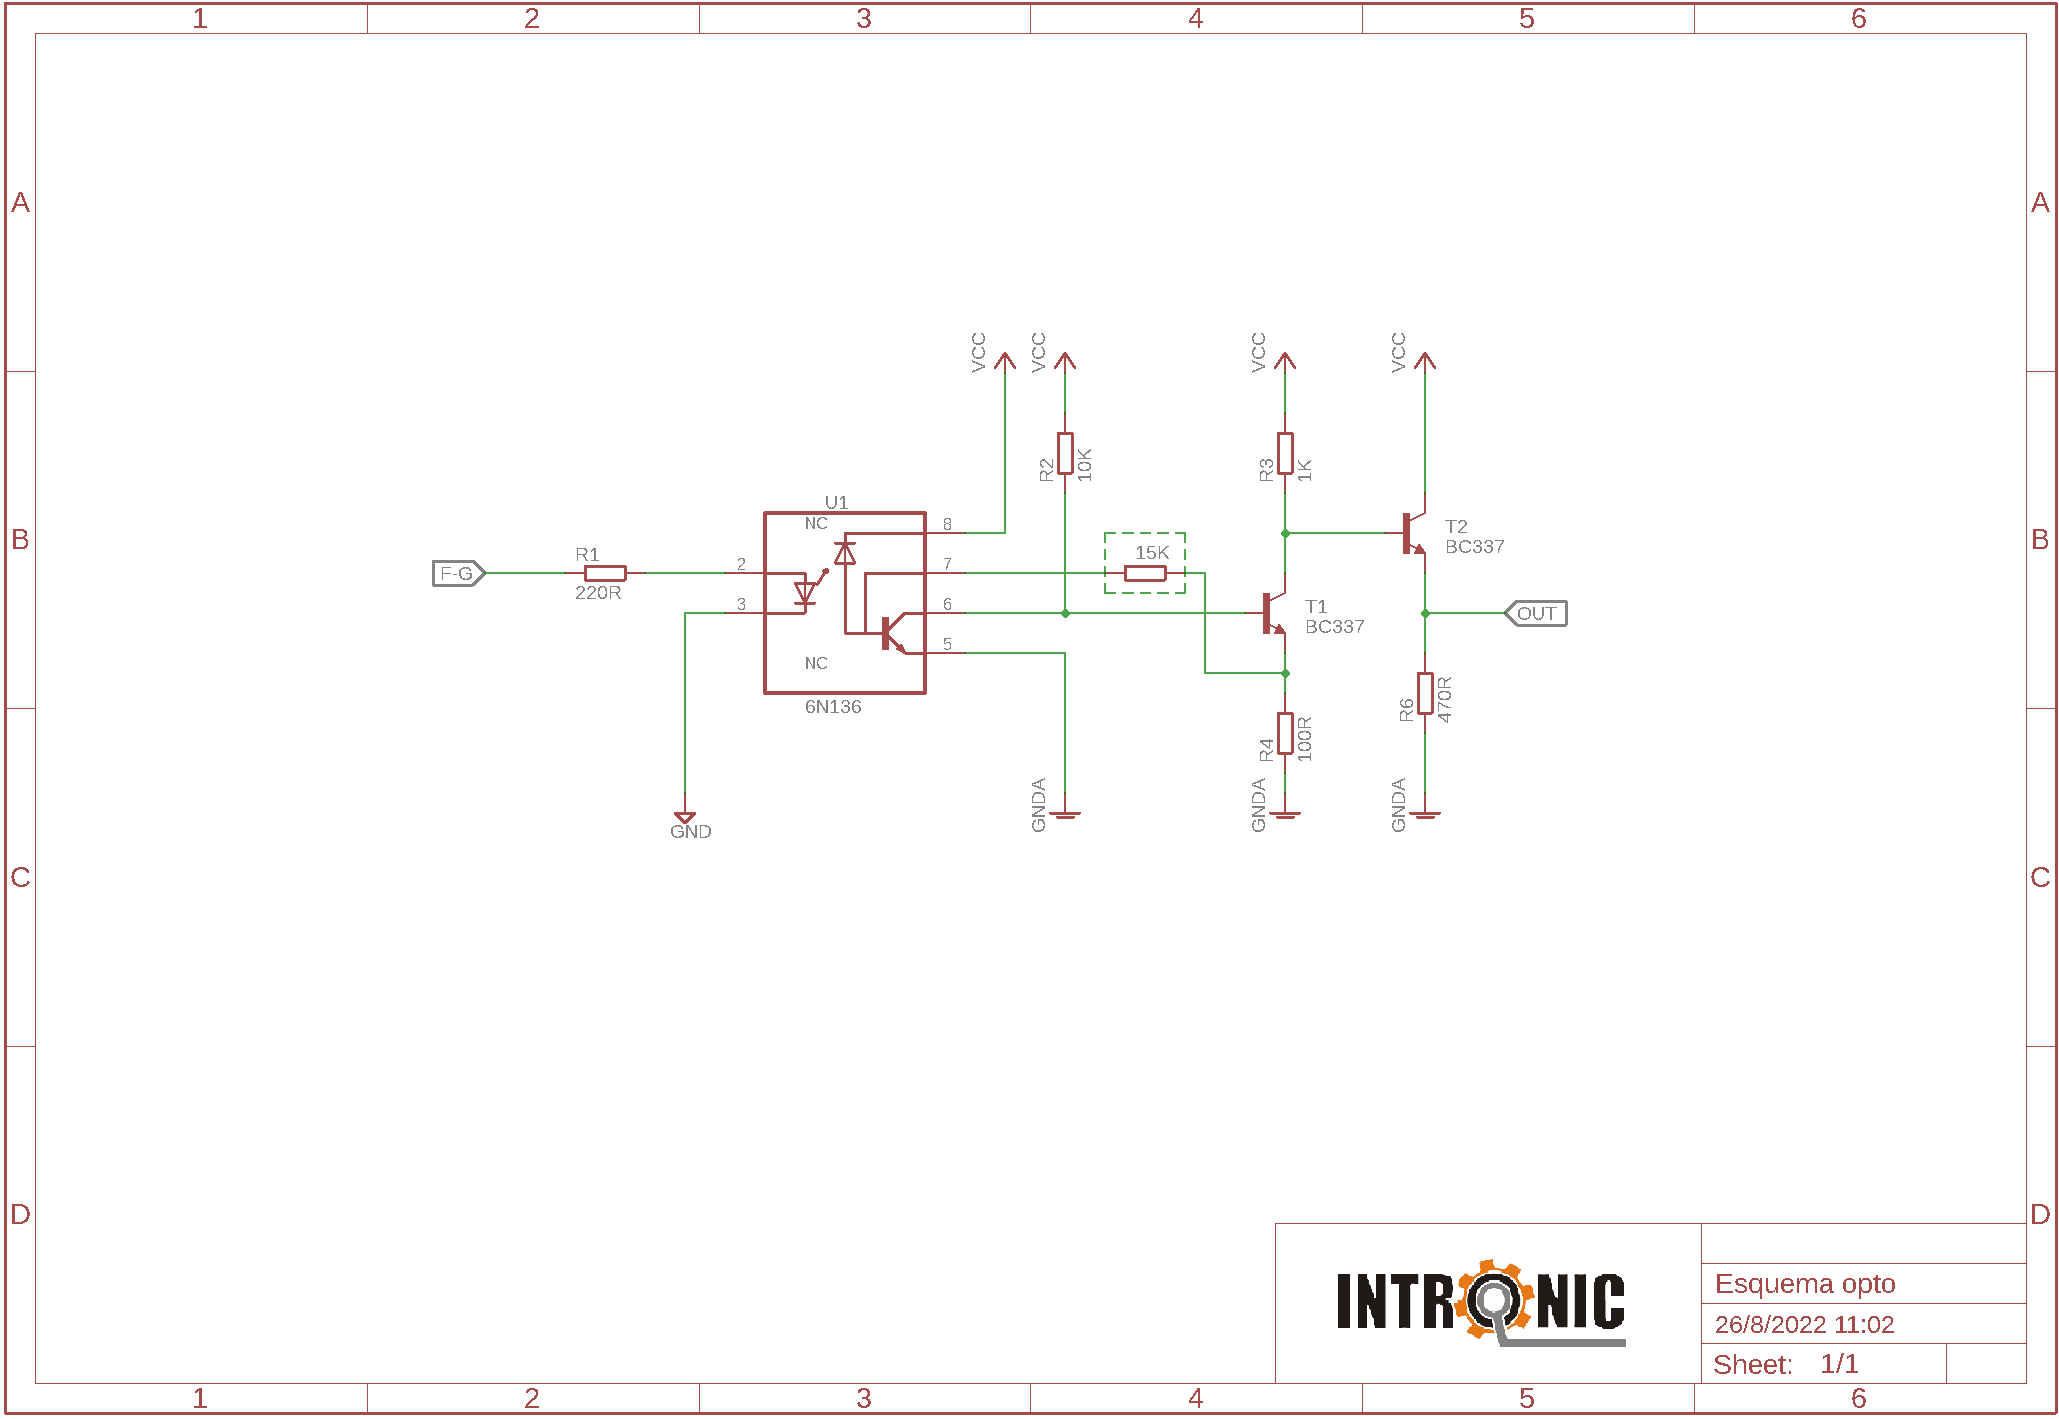 1 2 3 4 5 6
A A
VCC VCC VCC VCC
R2 10K R3 1K
U1
NC 8
B B
T2
BC337
F-G R1 220R 2 7 15K
3 6 T1
BC337 OUT
5
NC
6N136
R4 100R R6 470R
GND GNDA GNDA GNDA
C C
D D
INTRONIC
Esquema opto
26/8/2022 11:02
Sheet: 1/1
1 2 3 4 5 6